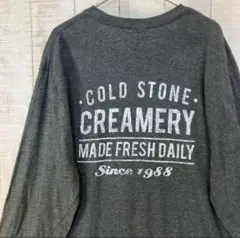 · COLD STONE ·
CREAMERY
MADE FRESH DAILY
Since 1988